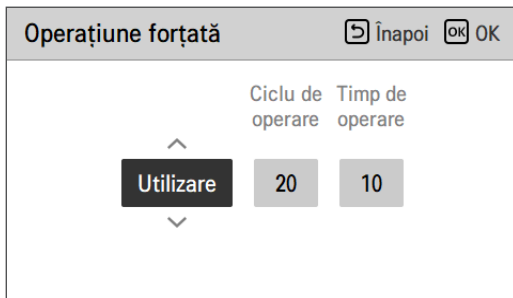 Operațiune forțată Înapoi OK OK
Ciclu de Timp de
operare operare
Utilizare 20 10